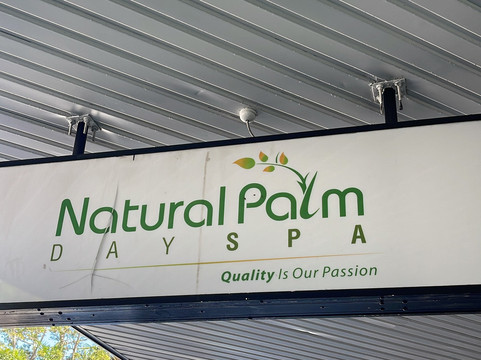 Natural Palm
DAY SPA
Quality Is Our Passion